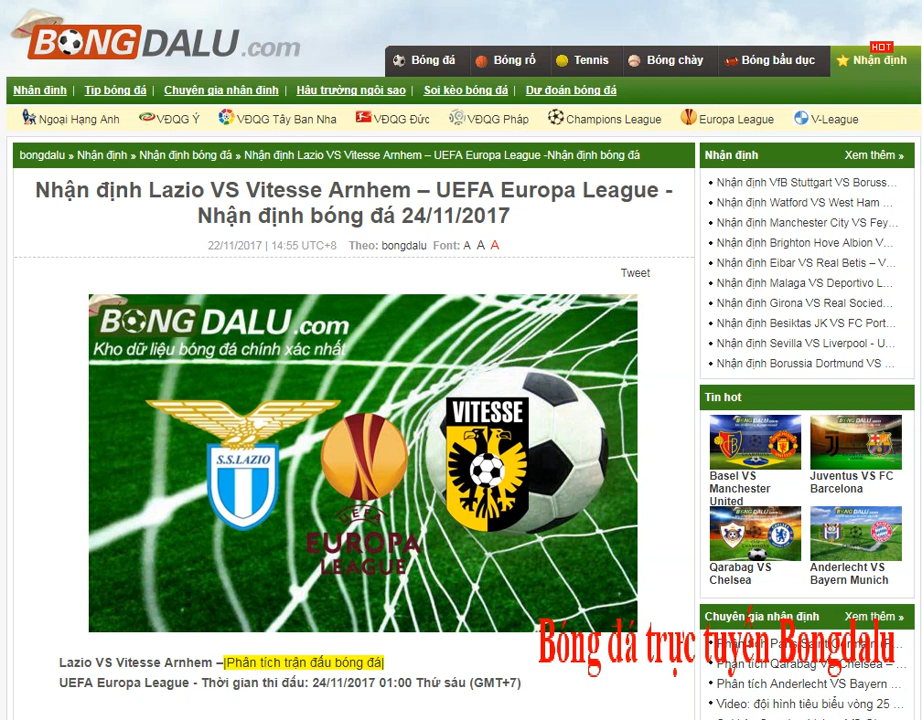 BONGDALU.com
Bóng đá
Bóng rổ
Tennis
Bóng chày
Bóng bầu dục
HOT
Nhận định
Nhận định | Tip bóng đá | Chuyên gia nhận định | Hậu trường ngôi sao | Soi kèo bóng đá | Dự đoán bóng đá
Ngoại Hạng Anh VĐQG Ý VĐQG Tây Ban Nha VĐQG Đức VĐQG Pháp Champions League Europa League V-League
bongdalu » Nhận định » Nhận định bóng đá » Nhận định Lazio VS Vitesse Arnhem – UEFA Europa League -Nhận định bóng đá
Nhận định Lazio VS Vitesse Arnhem – UEFA Europa League -
Nhận định bóng đá 24/11/2017
22/11/2017 | 14:55 UTC+8 Theo: bongdalu Font: A A A
Tweet
BONGDALU.com
Kho dữ liệu bóng đá chính xác nhất
S.S.LAZIO
UEFA
EUROPA
LEAGUE
VITESSE
Lazio VS Vitesse Arnhem –|Phân tích trận đấu bóng đá|
UEFA Europa League - Thời gian thi đấu: 24/11/2017 01:00 Thứ sáu (GMT+7)
Nhận định Xem thêm »
Nhận định VfB Stuttgart VS Boruss...
Nhận định Watford VS West Ham ...
Nhận định Manchester City VS Fey...
Nhận định Brighton Hove Albion V...
Nhận định Eibar VS Real Betis – V...
Nhận định Malaga VS Deportivo L...
Nhận định Girona VS Real Socied...
Nhận định Besiktas JK VS FC Port...
Nhận định Sevilla VS Liverpool - U...
Nhận định Borussia Dortmund VS ...
Tin hot
Basel VS
Manchester
United
Juventus VS FC
Barcelona
Qarabag VS
Chelsea
Anderlecht VS
Bayern Munich
Chuyên gia nhận định Xem thêm »
Bóng đá trực tuyến Bongdalu
Phân tích Qarabag VS Chelsea – ...
Phân tích Anderlecht VS Bayern ...
Video: đội hình tiêu biểu vòng 25 ...